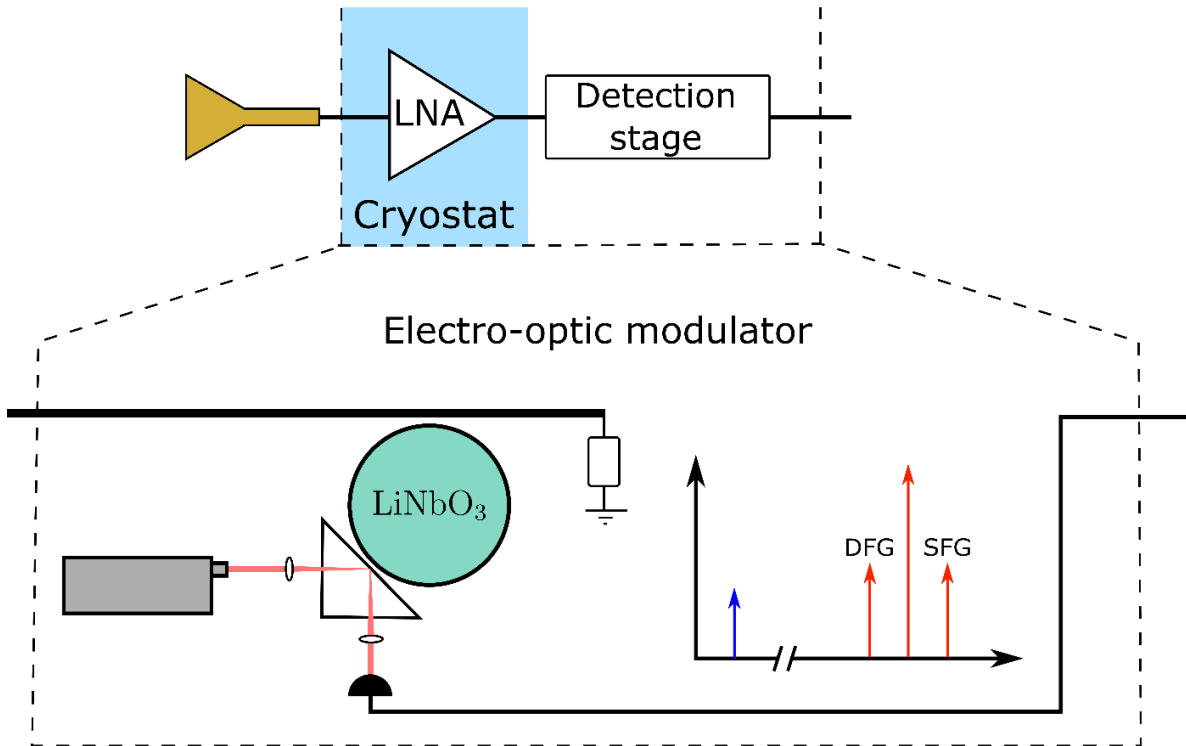 LNA
Detection
stage
Cryostat
Electro-optic modulator
LiNbO₃
DFG
SFG